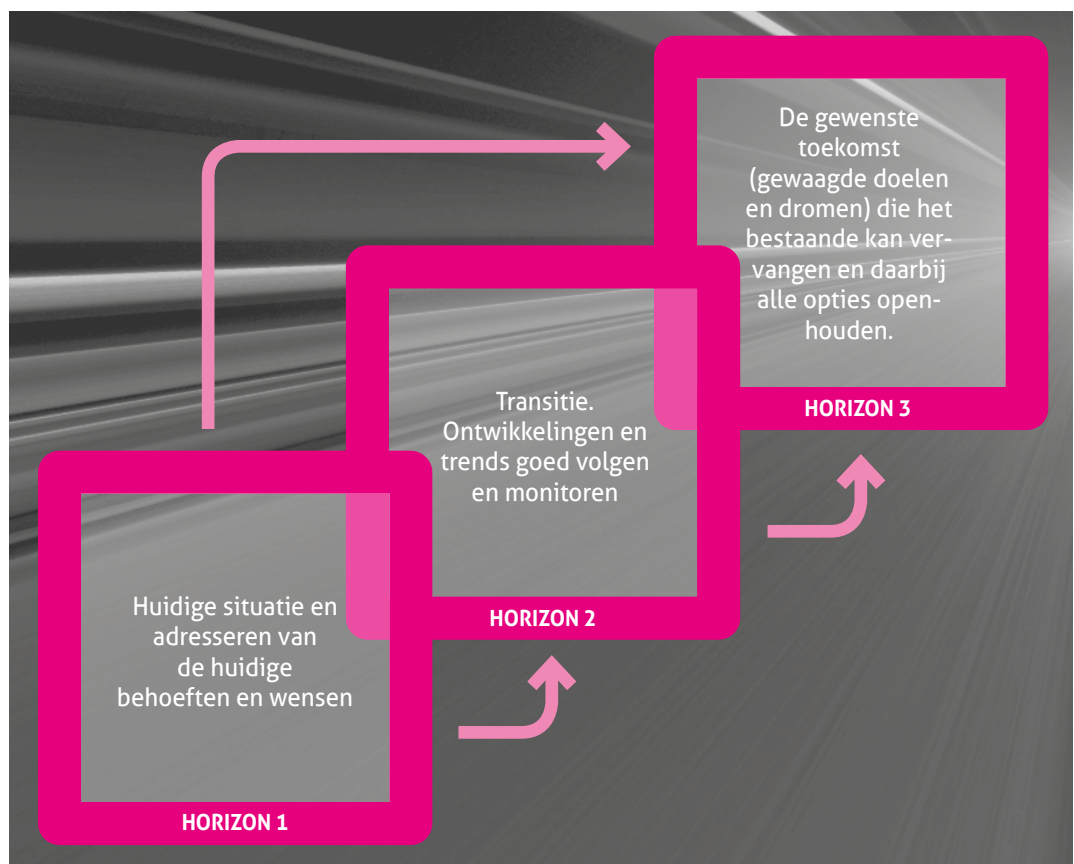 De gewenste
toekomst
(gewaagde doelen
en dromen) die het
bestaande kan ver-
vangen en daarbij
alle opties open-
houden.
HORIZON 3
Transitie.
Ontwikkelingen en
trends goed volgen
en monitoren
HORIZON 2
Huidige situatie en
adresseren van
de huidige
behoeften en wensen
HORIZON 1